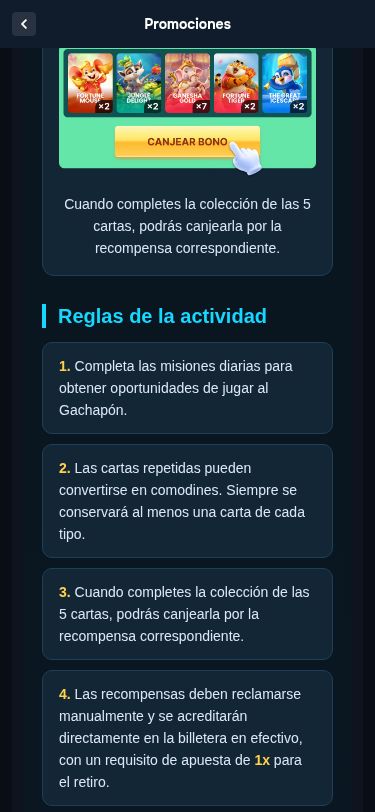 Promociones
FORTUNE
MOUSE
×2
JUNGLE
DELIGHT
×2
GANESHA
GOLD
×7
FORTUNE
TIGER
×2
THE GREAT
ICESCAPE
×2
CANJEAR BONO
Cuando completes la colección de las 5
cartas, podrás canjearla por la
recompensa correspondiente.
Reglas de la actividad
1. Completa las misiones diarias para
obtener oportunidades de jugar al
Gachapón.
2. Las cartas repetidas pueden
convertirse en comodines. Siempre se
conservará al menos una carta de cada
tipo.
3. Cuando completes la colección de las
5 cartas, podrás canjearla por la
recompensa correspondiente.
4. Las recompensas deben reclamarse
manualmente y se acreditarán
directamente en la billetera en efectivo,
con un requisito de apuesta de 1x para
el retiro.